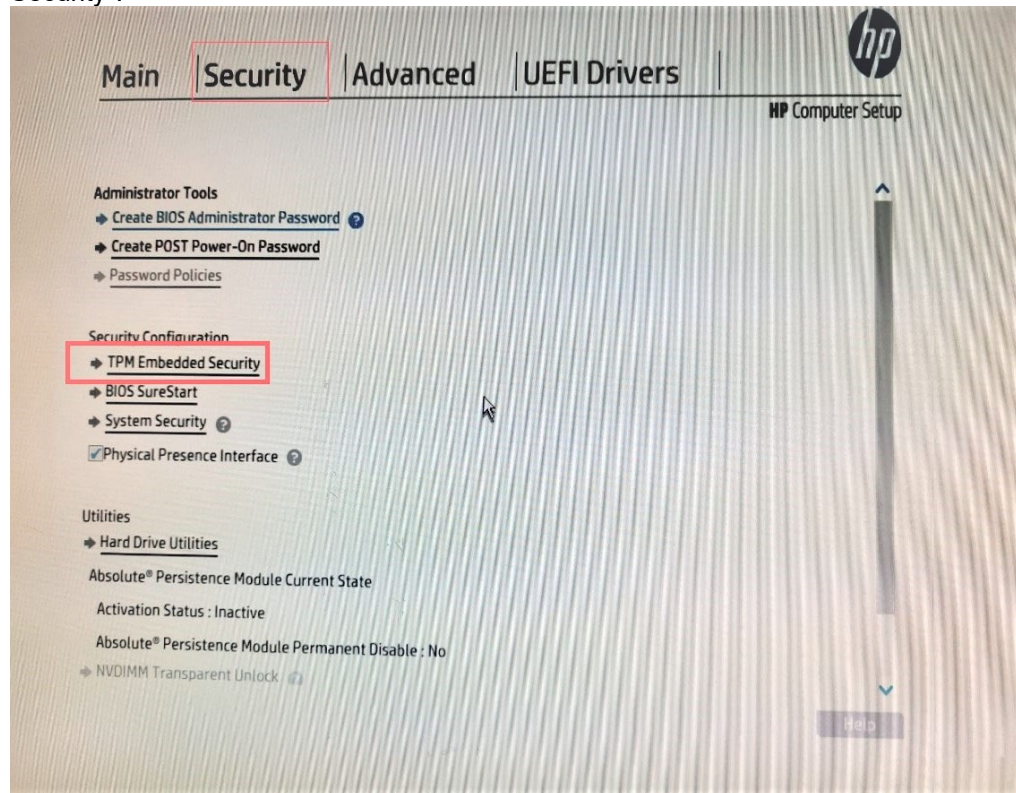 Security .
hp
Main Security Advanced UEFI Drivers
HP Computer Setup
Administrator Tools
Create BIOS Administrator Password ?
Create POST Power-On Password
Password Policies
Security Configuration
TPM Embedded Security
BIOS SureStart
System Security ?
Physical Presence Interface ?
Utilities
Hard Drive Utilities
Absolute® Persistence Module Current State
Activation Status : Inactive
Absolute® Persistence Module Permanent Disable : No
NVDIMM Transparent Unlock ?
Help